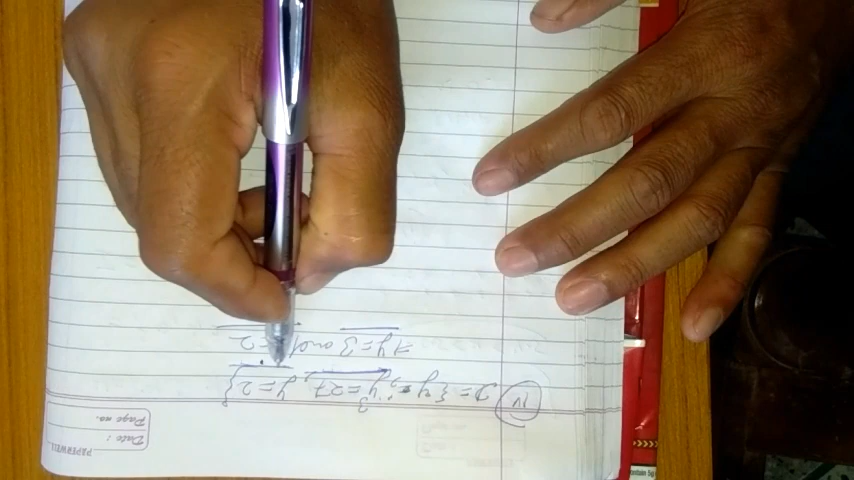 PAPERWELL
Date :
Page no.
(iv) I = { y : y³ = 27, y = 2 }
⇒ y = 3 and = 2